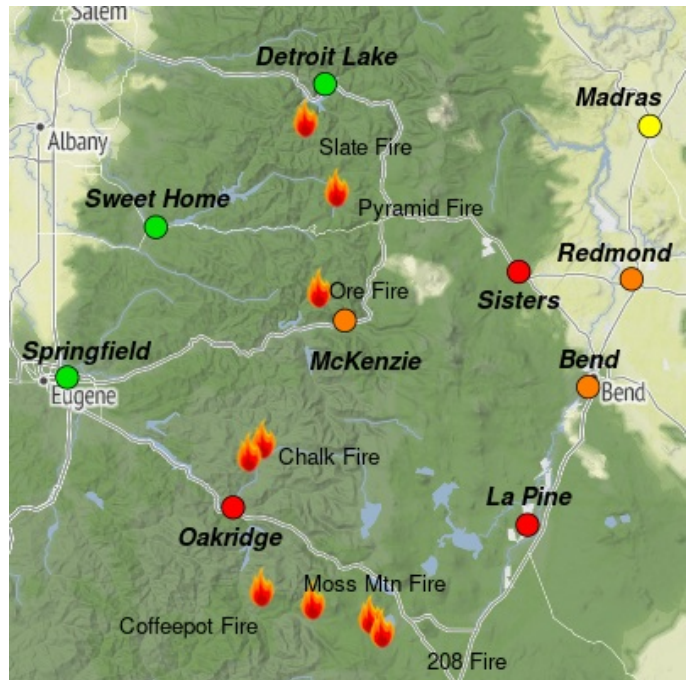 Salem
Detroit Lake
Madras
Albany
Slate Fire
Sweet Home
Pyramid Fire
Redmond
Ore Fire
Sisters
Springfield
McKenzie
Bend
Eugene
Bend
Chalk Fire
La Pine
Oakridge
Moss Mtn Fire
Coffeepot Fire
208 Fire